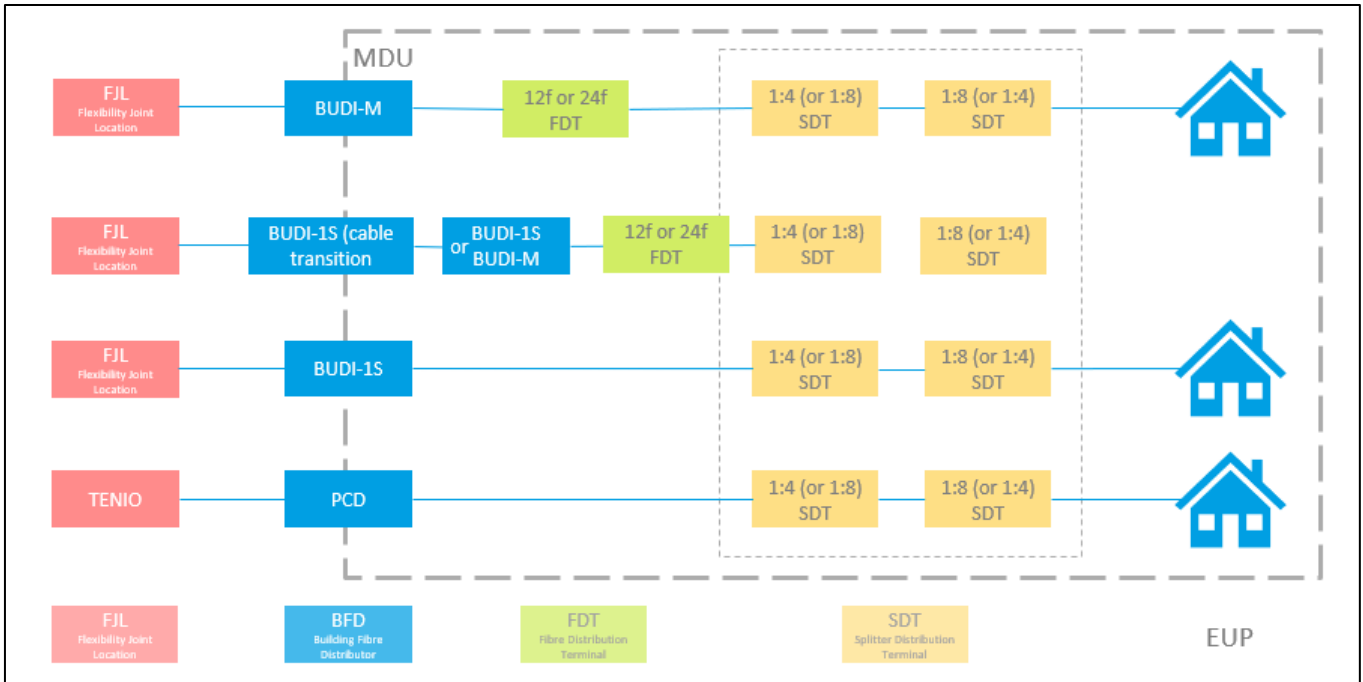 MDU
FJL
Flexibility Joint
Location
BUDI-M
12f or 24f
FDT
1:4 (or 1:8)
SDT
1:8 (or 1:4)
SDT
FJL
Flexibility Joint
Location
BUDI-1S (cable
transition
or
BUDI-1S
BUDI-M
12f or 24f
FDT
1:4 (or 1:8)
SDT
1:8 (or 1:4)
SDT
FJL
Flexibility Joint
Location
BUDI-1S
1:4 (or 1:8)
SDT
1:8 (or 1:4)
SDT
TENIO
PCD
1:4 (or 1:8)
SDT
1:8 (or 1:4)
SDT
FJL
Flexibility Joint
Location
BFD
Building Fibre
Distributor
FDT
Fibre Distribution
Terminal
SDT
Splitter Distribution
Terminal
EUP